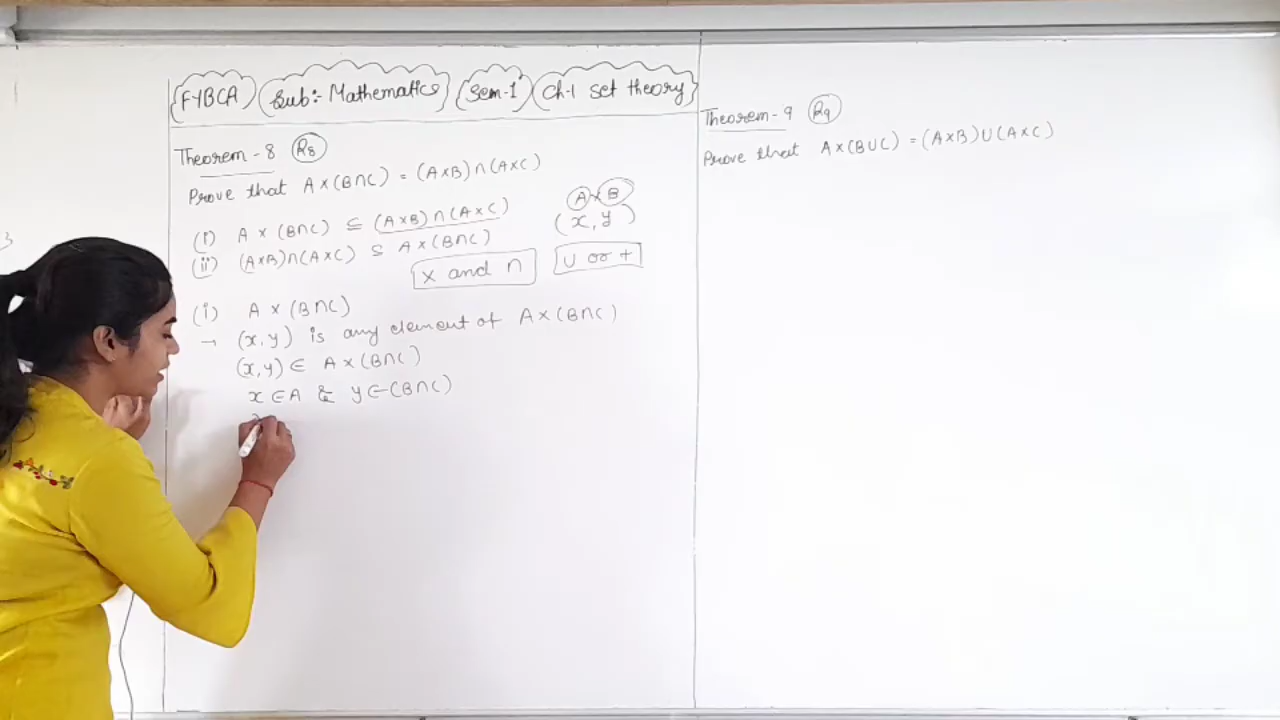 FYBCA Sub:- Mathematics Sem-1 Ch-1 Set theory
Theorem - 8 R8
Prove that A×(B∩C) = (A×B)∩(A×C)
(i) A × (B∩C) ⊆ (A×B)∩(A×C)
(ii) (A×B)∩(A×C) ⊆ A×(B∩C)
A×B
(x, y)
× and ∩
∪ or +
(i) A × (B∩C)
→ (x, y) is any element of A×(B∩C)
(x, y) ∈ A×(B∩C)
x ∈ A & y ∈ (B∩C)
Theorem - 9 R9
Prove that A×(B∪C) = (A×B)∪(A×C)